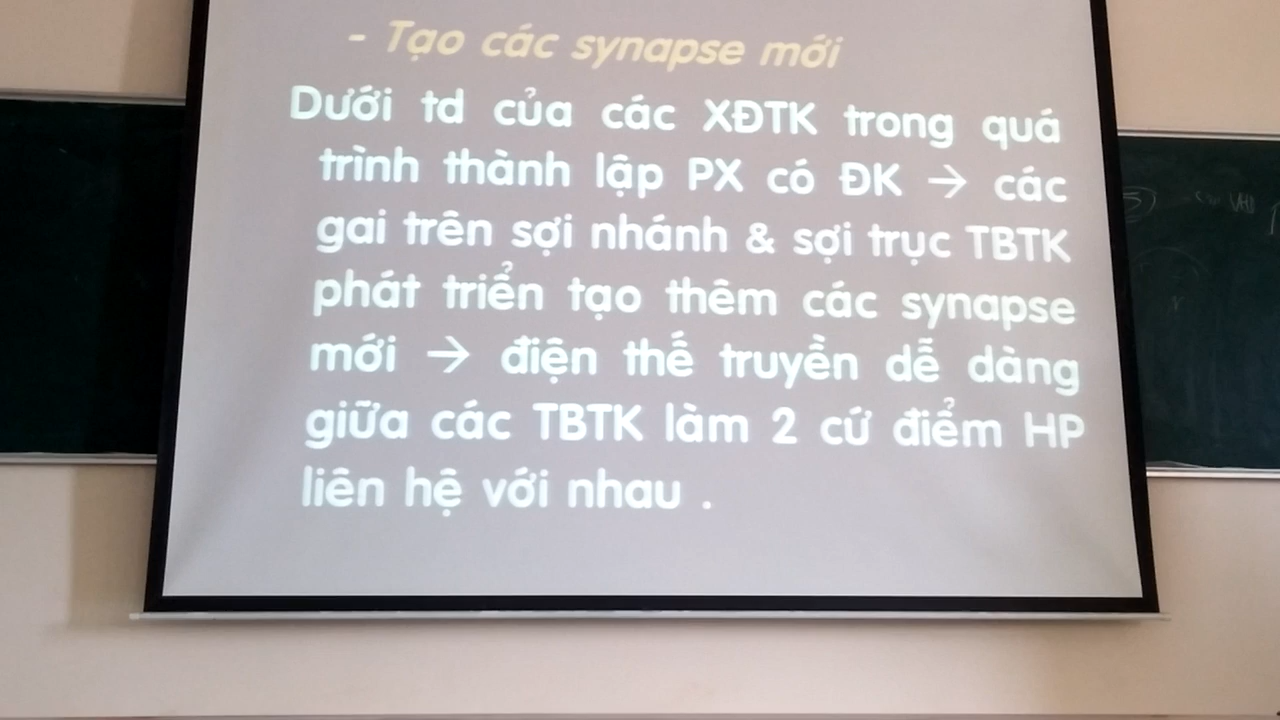 - Tạo các synapse mới
Dưới td của các XĐTK trong quá
trình thành lập PX có ĐK → các
gai trên sợi nhánh & sợi trục TBTK
phát triển tạo thêm các synapse
mới → điện thế truyền dễ dàng
giữa các TBTK làm 2 cứ điểm HP
liên hệ với nhau .